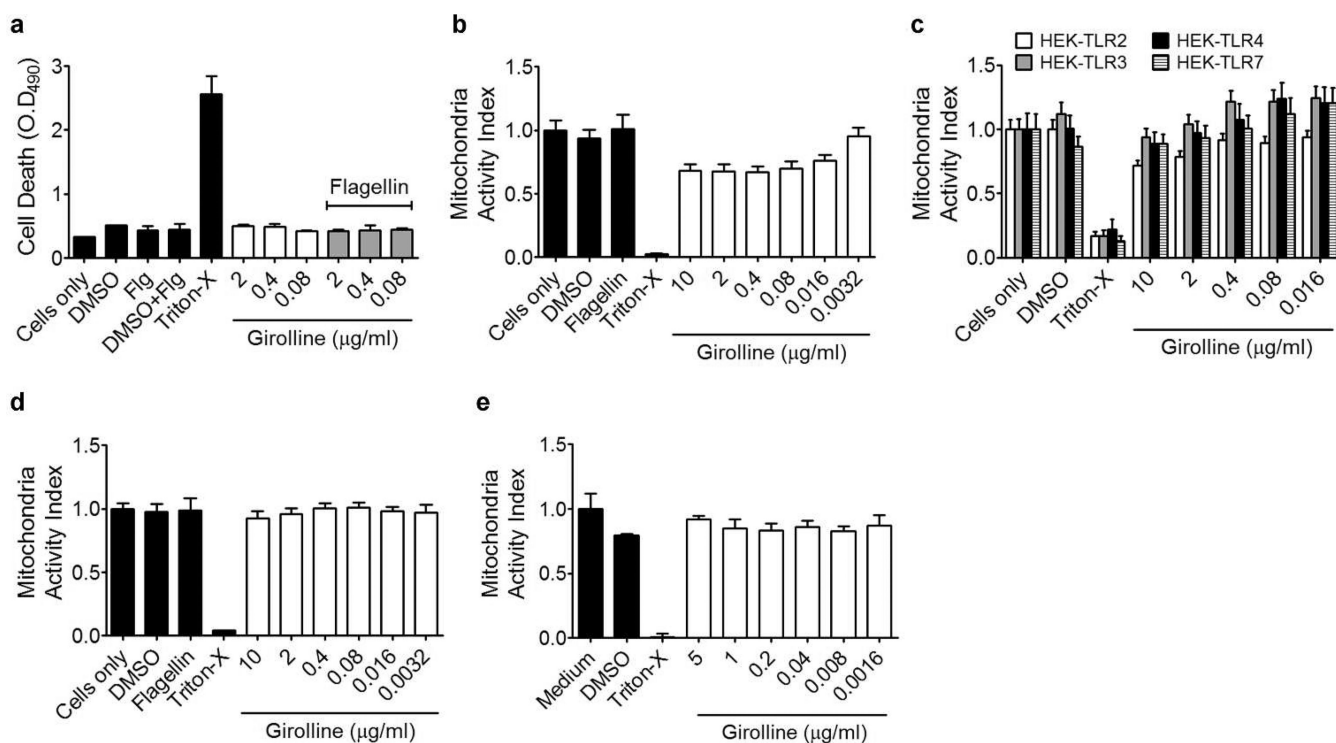 a
Cell Death (O.D490)
3
2
1
0
Flagellin
Cells only
DMSO
Flg
DMSO+Flg
Triton-X
2
0.4
0.08
2
0.4
0.08
Girolline (μg/ml)
b
Mitochondria
Activity Index
1.5
1.0
0.5
0.0
Cells only
DMSO
Flagellin
Triton-X
10
2
0.4
0.08
0.016
0.0032
Girolline (μg/ml)
c
HEK-TLR2
HEK-TLR4
HEK-TLR3
HEK-TLR7
Mitochondria
Activity Index
1.5
1.0
0.5
0.0
Cells only
DMSO
Triton-X
10
2
0.4
0.08
0.016
Girolline (μg/ml)
d
Mitochondria
Activity Index
1.5
1.0
0.5
0.0
Cells only
DMSO
Flagellin
Triton-X
10
2
0.4
0.08
0.016
0.0032
Girolline (μg/ml)
e
Mitochondria
Activity Index
1.5
1.0
0.5
0.0
Medium
DMSO
Triton-X
5
1
0.2
0.04
0.008
0.0016
Girolline (μg/ml)